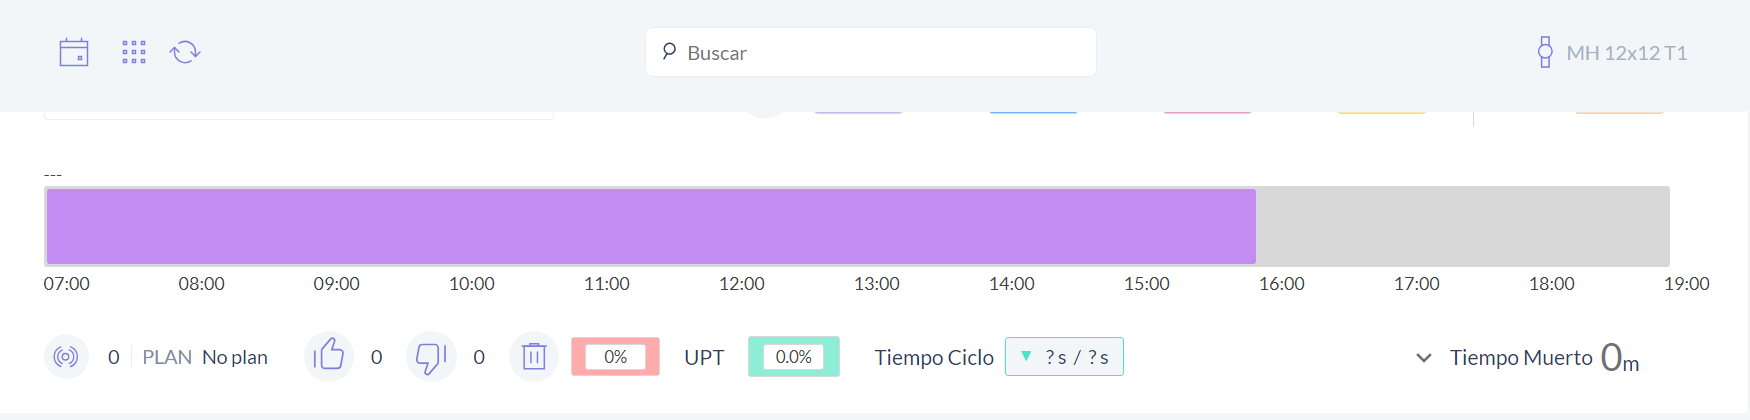 Buscar
MH 12x12 T1
---
07:00 08:00 09:00 10:00 11:00 12:00 13:00 14:00 15:00 16:00 17:00 18:00 19:00
0 PLAN No plan 0 0 0% UPT 0.0% Tiempo Ciclo ▼ ?s / ?s Tiempo Muerto 0m